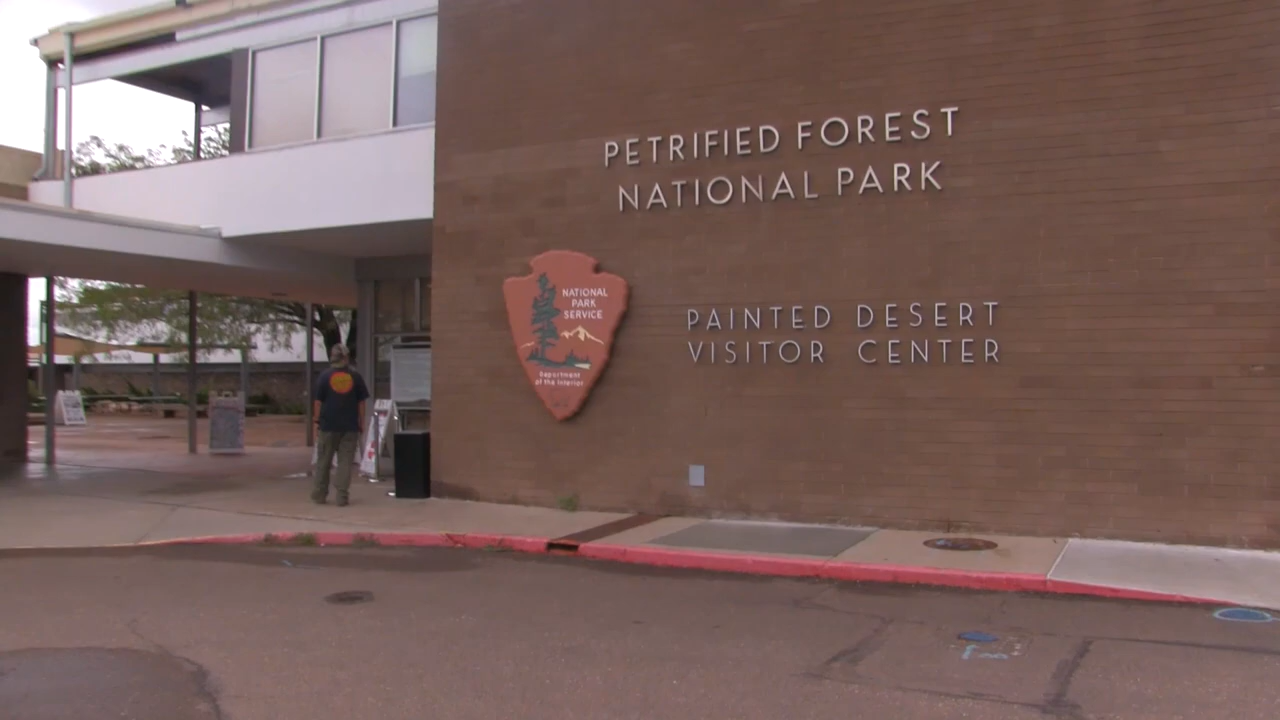 PETRIFIED FOREST
NATIONAL PARK
NATIONAL
PARK
SERVICE
Department
of the Interior
PAINTED DESERT
VISITOR CENTER